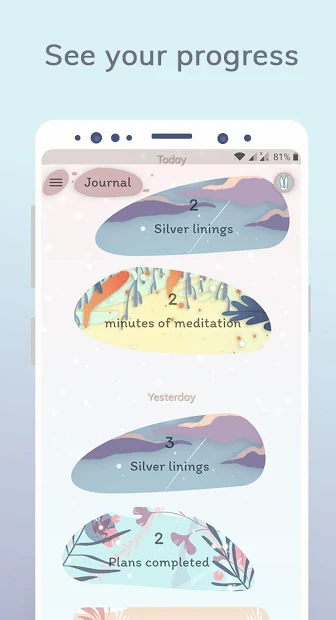 See your progress
Today
81%
Journal
2
Silver linings
2
minutes of meditation
Yesterday
3
Silver linings
2
Plans completed